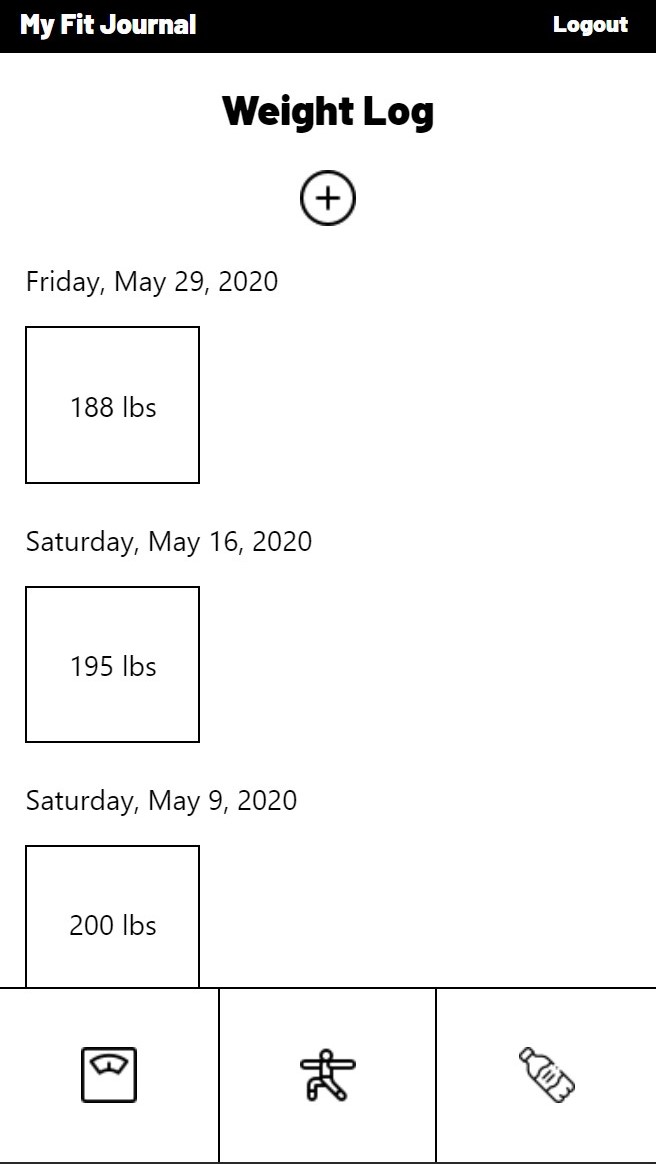 My Fit Journal Logout
Weight Log
Friday, May 29, 2020
188 lbs
Saturday, May 16, 2020
195 lbs
Saturday, May 9, 2020
200 lbs